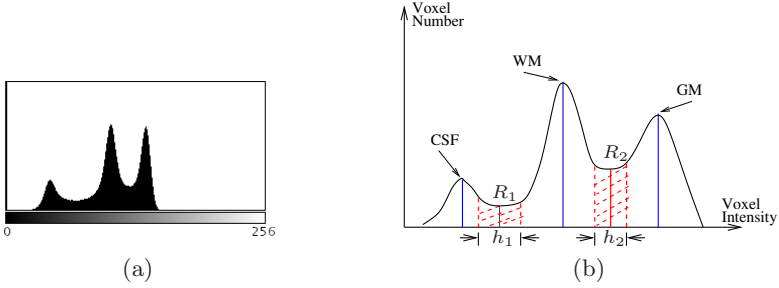 0
256
(a)
Voxel
Number
WM
GM
CSF
R₁
R₂
Voxel
Intensity
h₁
h₂
(b)